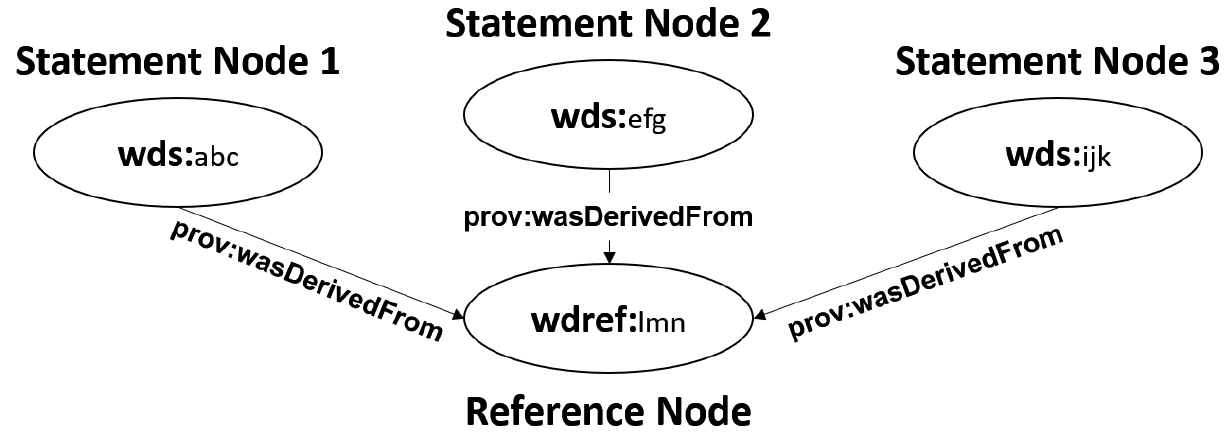 Statement Node 2
Statement Node 1
Statement Node 3
wds:efg
wds:abc
wds:ijk
prov:wasDerivedFrom
prov:wasDerivedFrom
prov:wasDerivedFrom
wdref:lmn
Reference Node